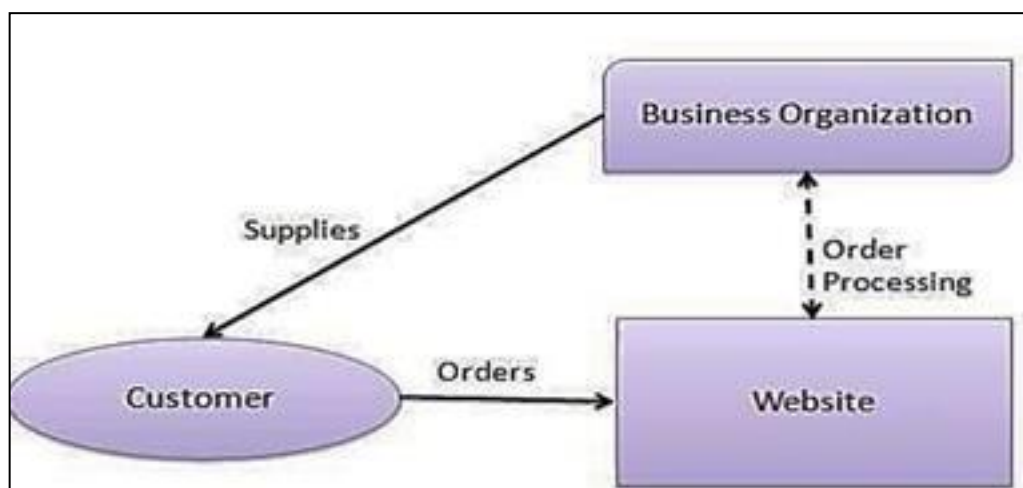 Business Organization
Supplies
Order
Processing
Customer
Orders
Website